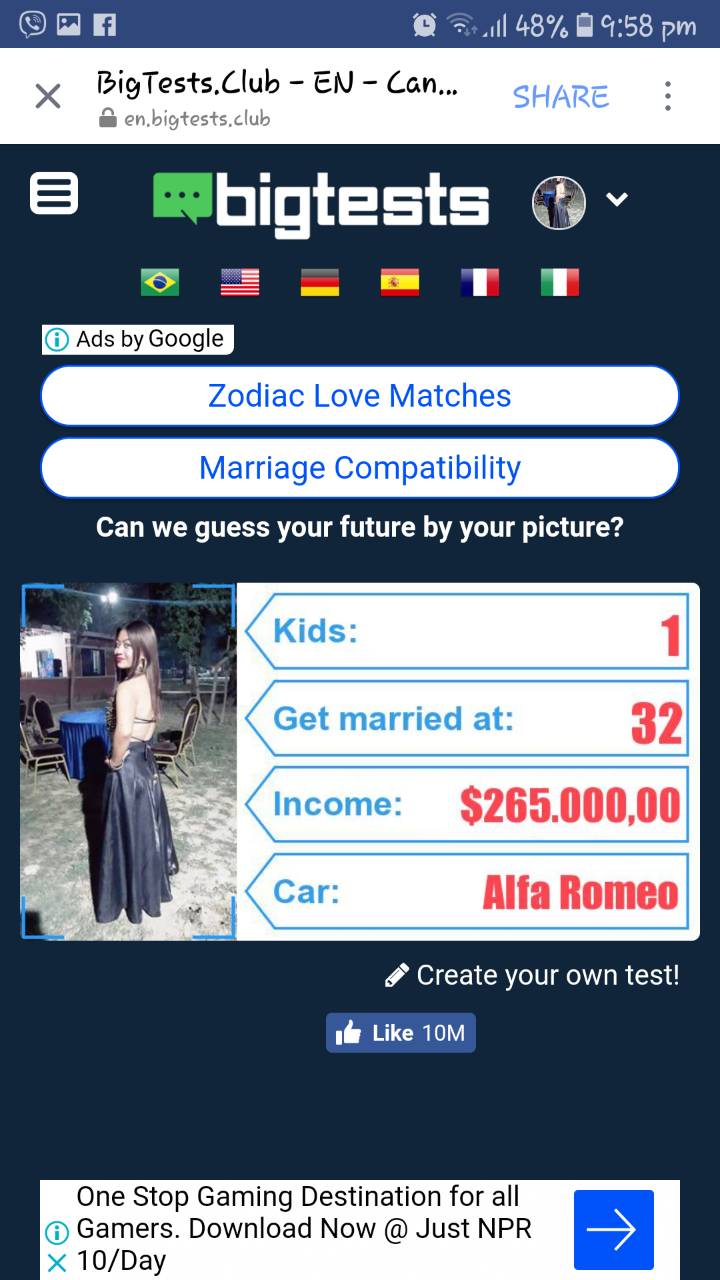 48% 9:58 pm
BigTests.Club – EN – Can...
SHARE
en.bigtests.club
bigtests
Ads by Google
Zodiac Love Matches
Marriage Compatibility
Can we guess your future by your picture?
Kids: 1
Get married at: 32
Income: $265.000,00
Car: Alfa Romeo
Create your own test!
Like 10M
One Stop Gaming Destination for all
Gamers. Download Now @ Just NPR
10/Day